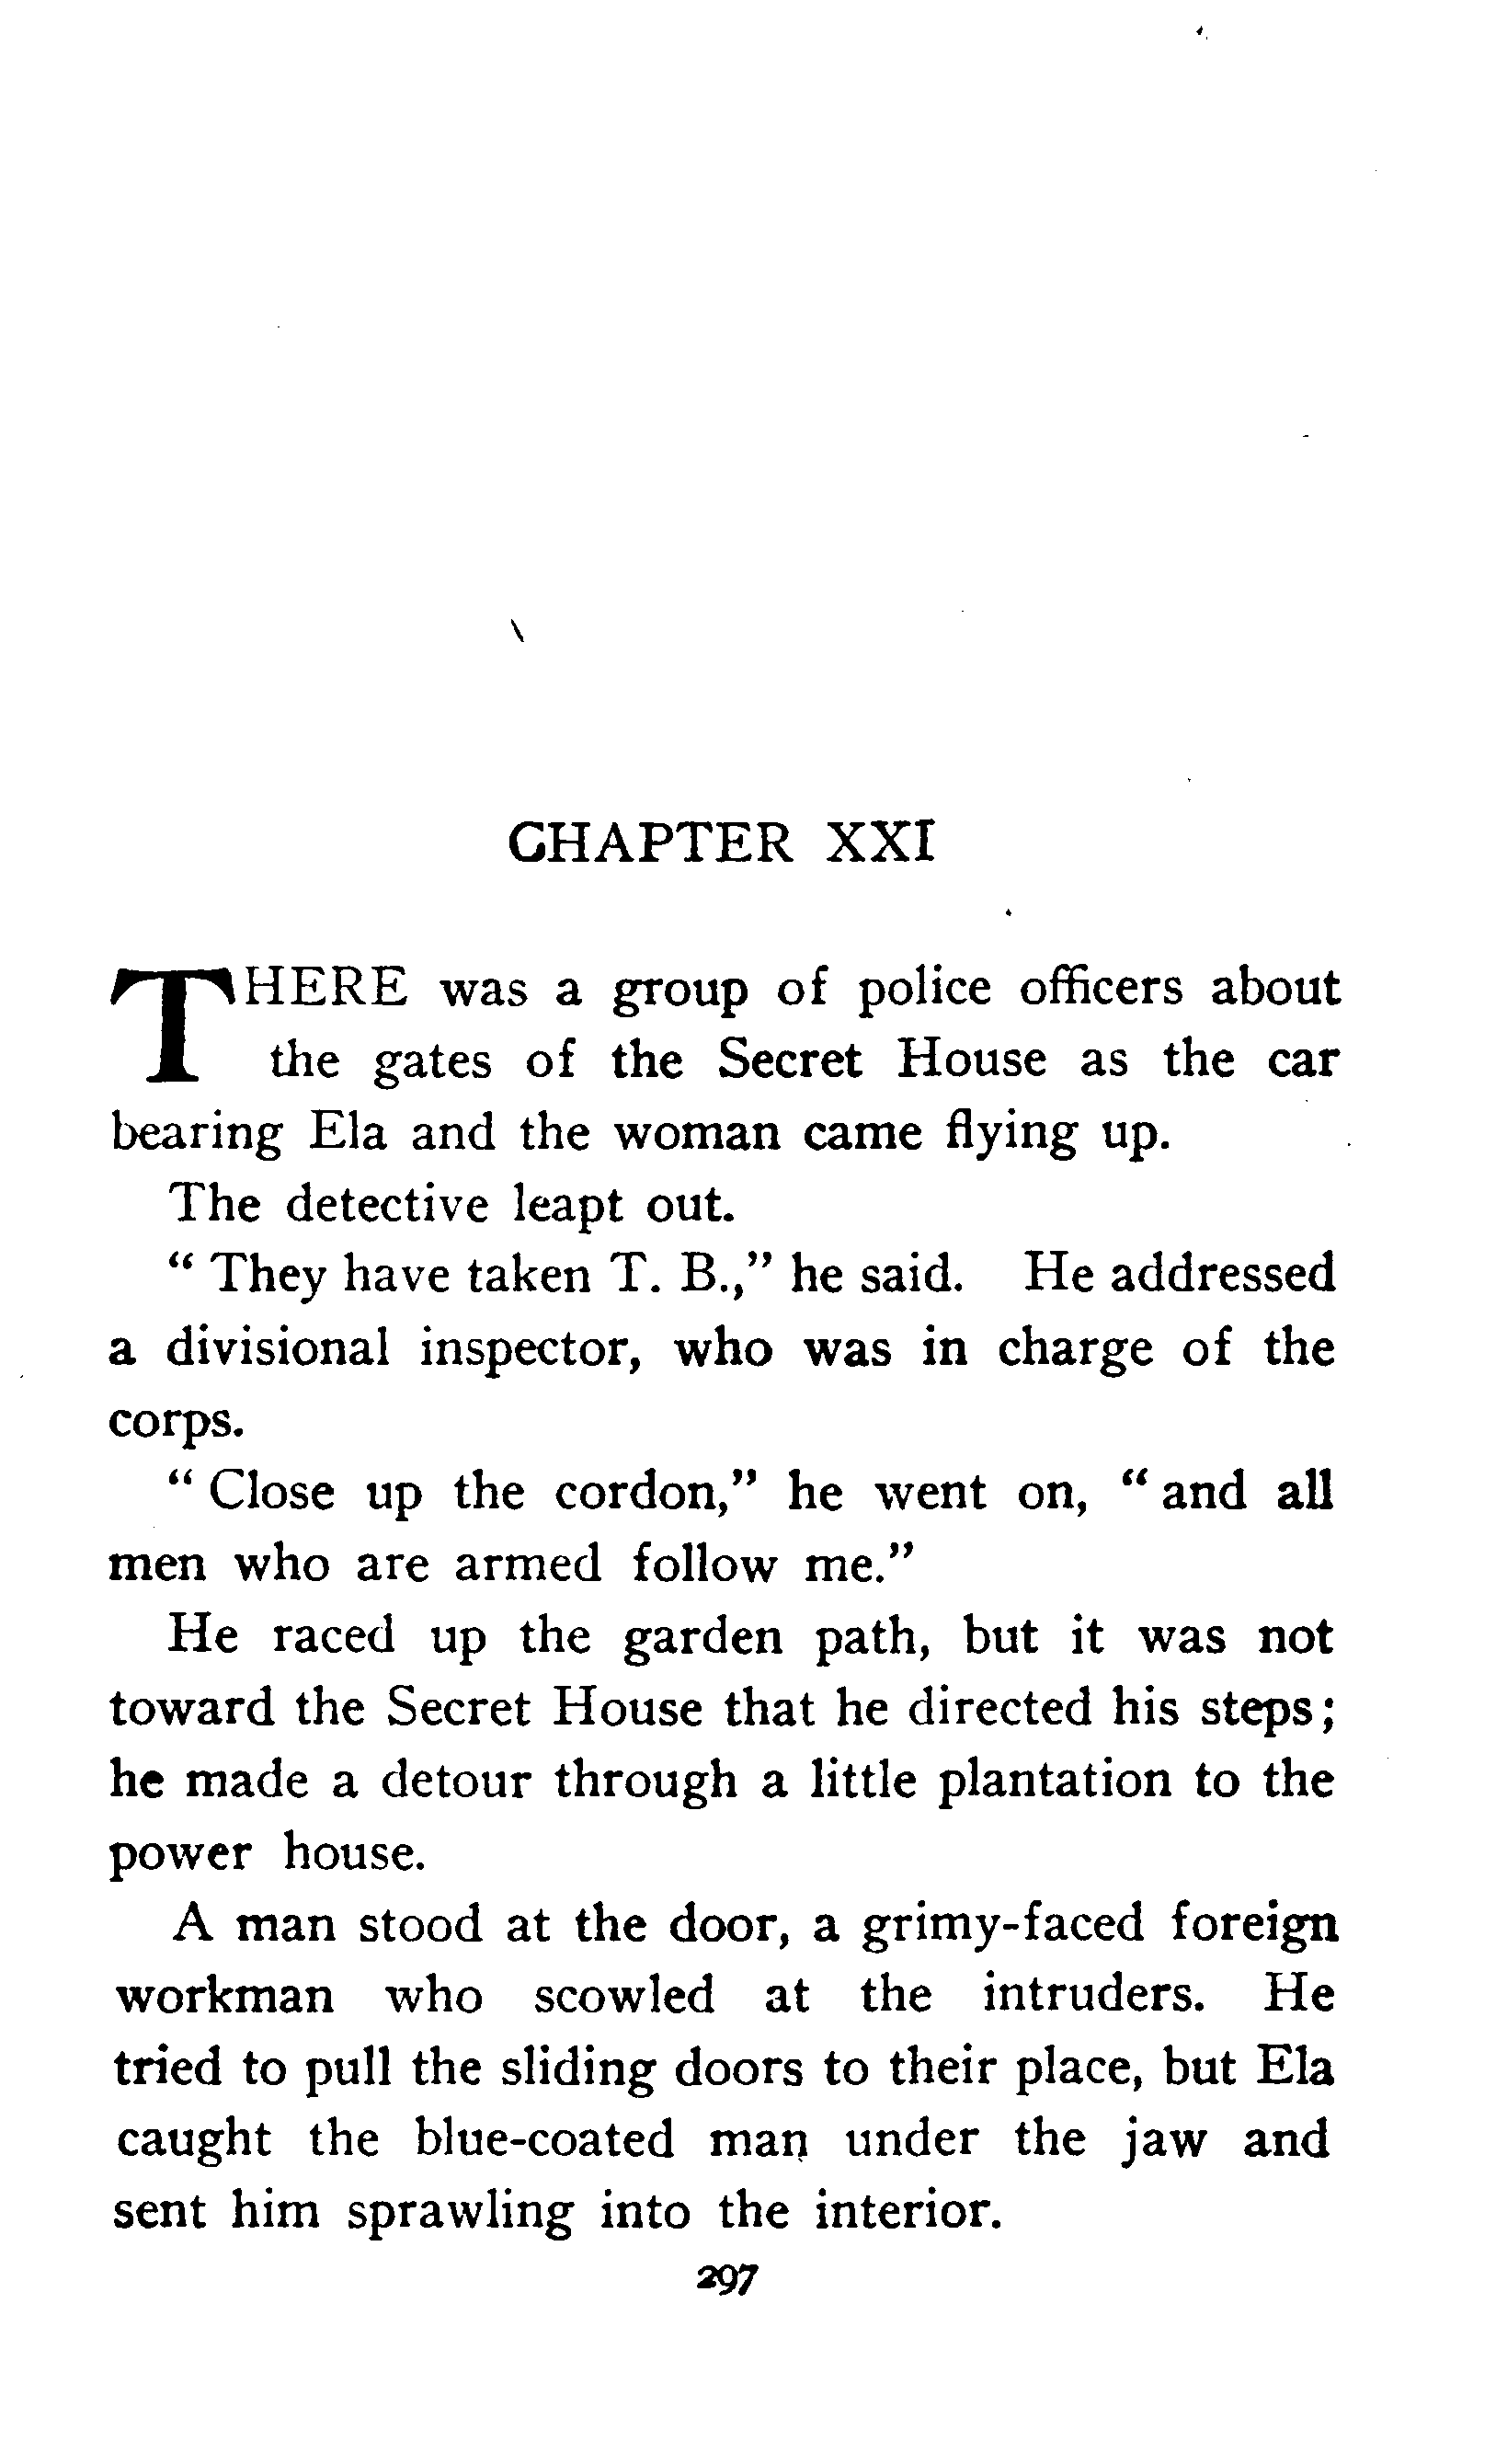 CHAPTER XXI
THERE was a group of police officers about
the gates of the Secret House as the car
bearing Ela and the woman came flying up.
The detective leapt out.
" They have taken T. B.," he said. He addressed
a divisional inspector, who was in charge of the
corps.
" Close up the cordon," he went on, " and all
men who are armed follow me."
He raced up the garden path, but it was not
toward the Secret House that he directed his steps;
he made a detour through a little plantation to the
power house.
A man stood at the door, a grimy-faced foreign
workman who scowled at the intruders. He
tried to pull the sliding doors to their place, but Ela
caught the blue-coated man under the jaw and
sent him sprawling into the interior.
297